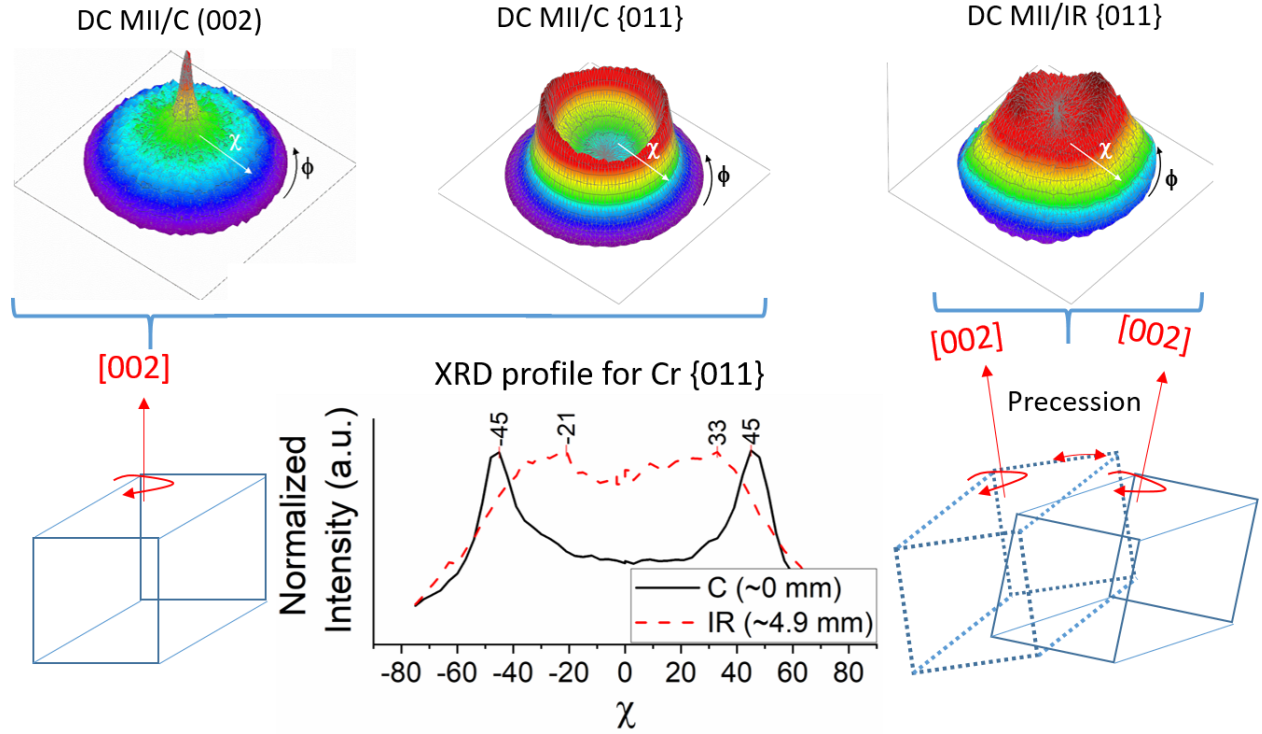 DC MII/C (002)
DC MII/C {011}
DC MII/IR {011}
χ
ϕ
χ
ϕ
χ
ϕ
[002]
[002]
[002]
XRD profile for Cr {011}
Precession
Normalized
Intensity (a.u.)
-45
-21
33
45
C (~0 mm)
IR (~4.9 mm)
-80 -60 -40 -20 0 20 40 60 80
χ